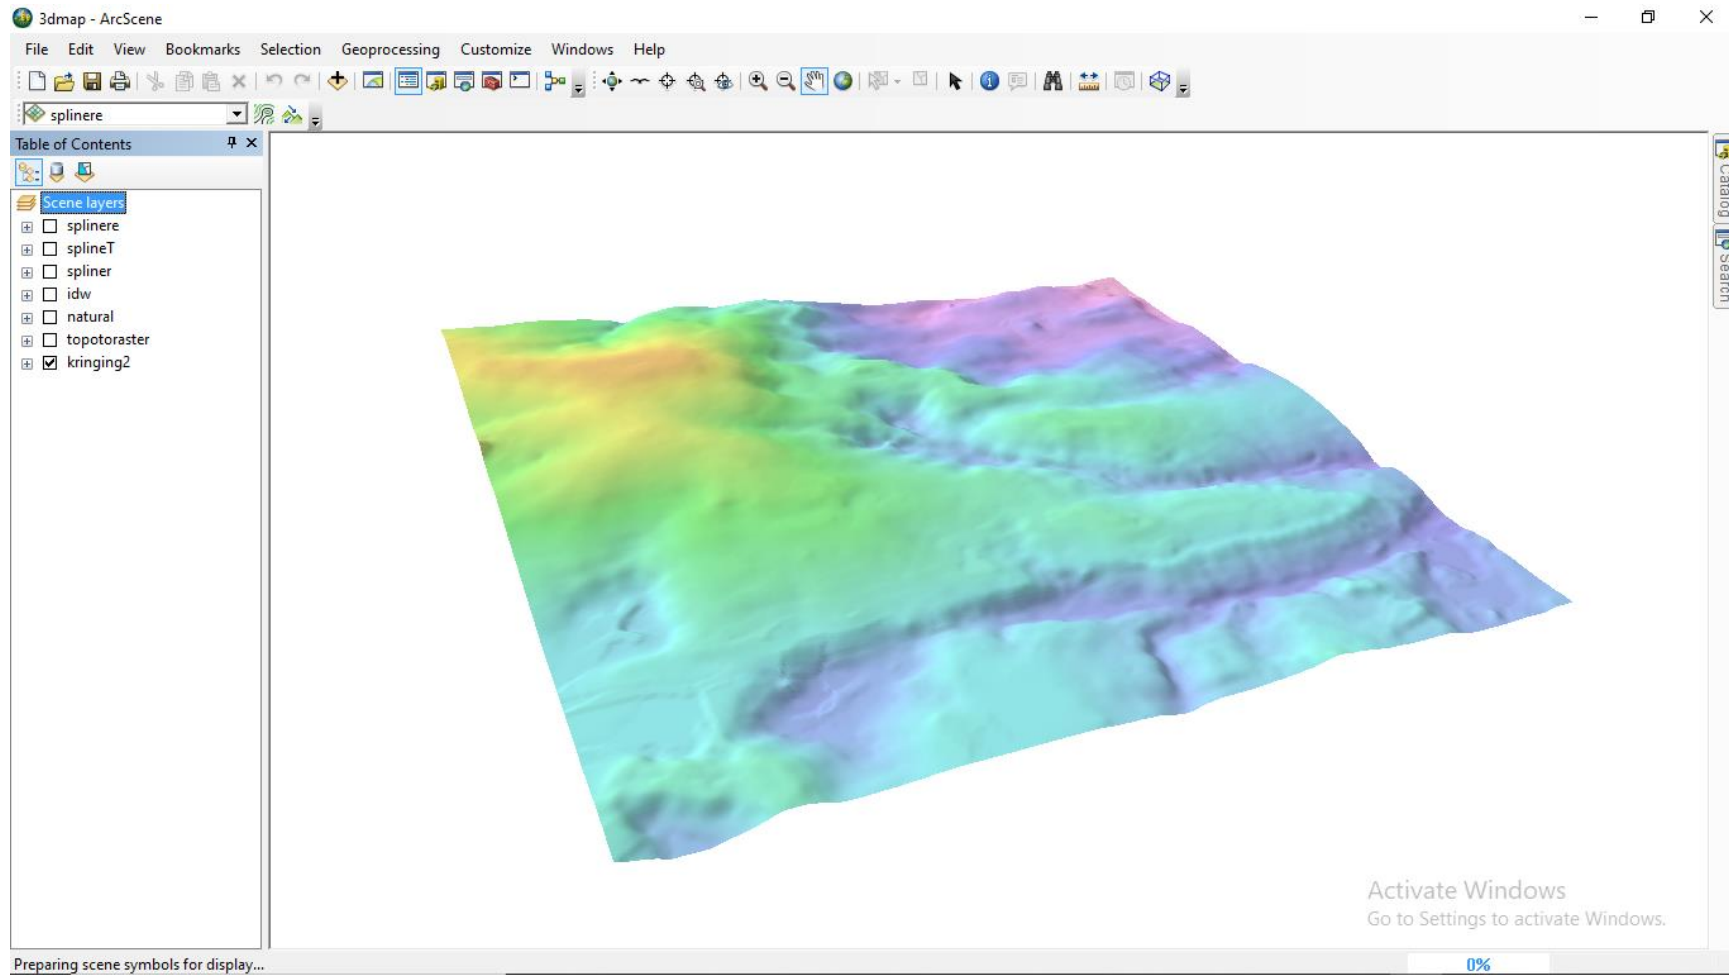 3dmap - ArcScene
File Edit View Bookmarks Selection Geoprocessing Customize Windows Help
splinere
Table of Contents
Scene layers
splinere
splineT
spliner
idw
natural
topotoraster
kringing2
Catalog
Search
Activate Windows
Go to Settings to activate Windows.
Preparing scene symbols for display...
0%